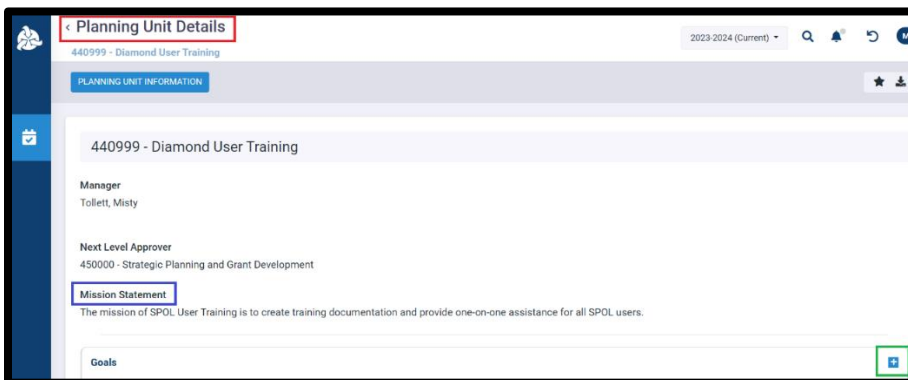 ‹ Planning Unit Details
440999 - Diamond User Training
2023-2024 (Current)
M
PLANNING UNIT INFORMATION
440999 - Diamond User Training
Manager
Tollett, Misty
Next Level Approver
450000 - Strategic Planning and Grant Development
Mission Statement
The mission of SPOL User Training is to create training documentation and provide one-on-one assistance for all SPOL users.
Goals